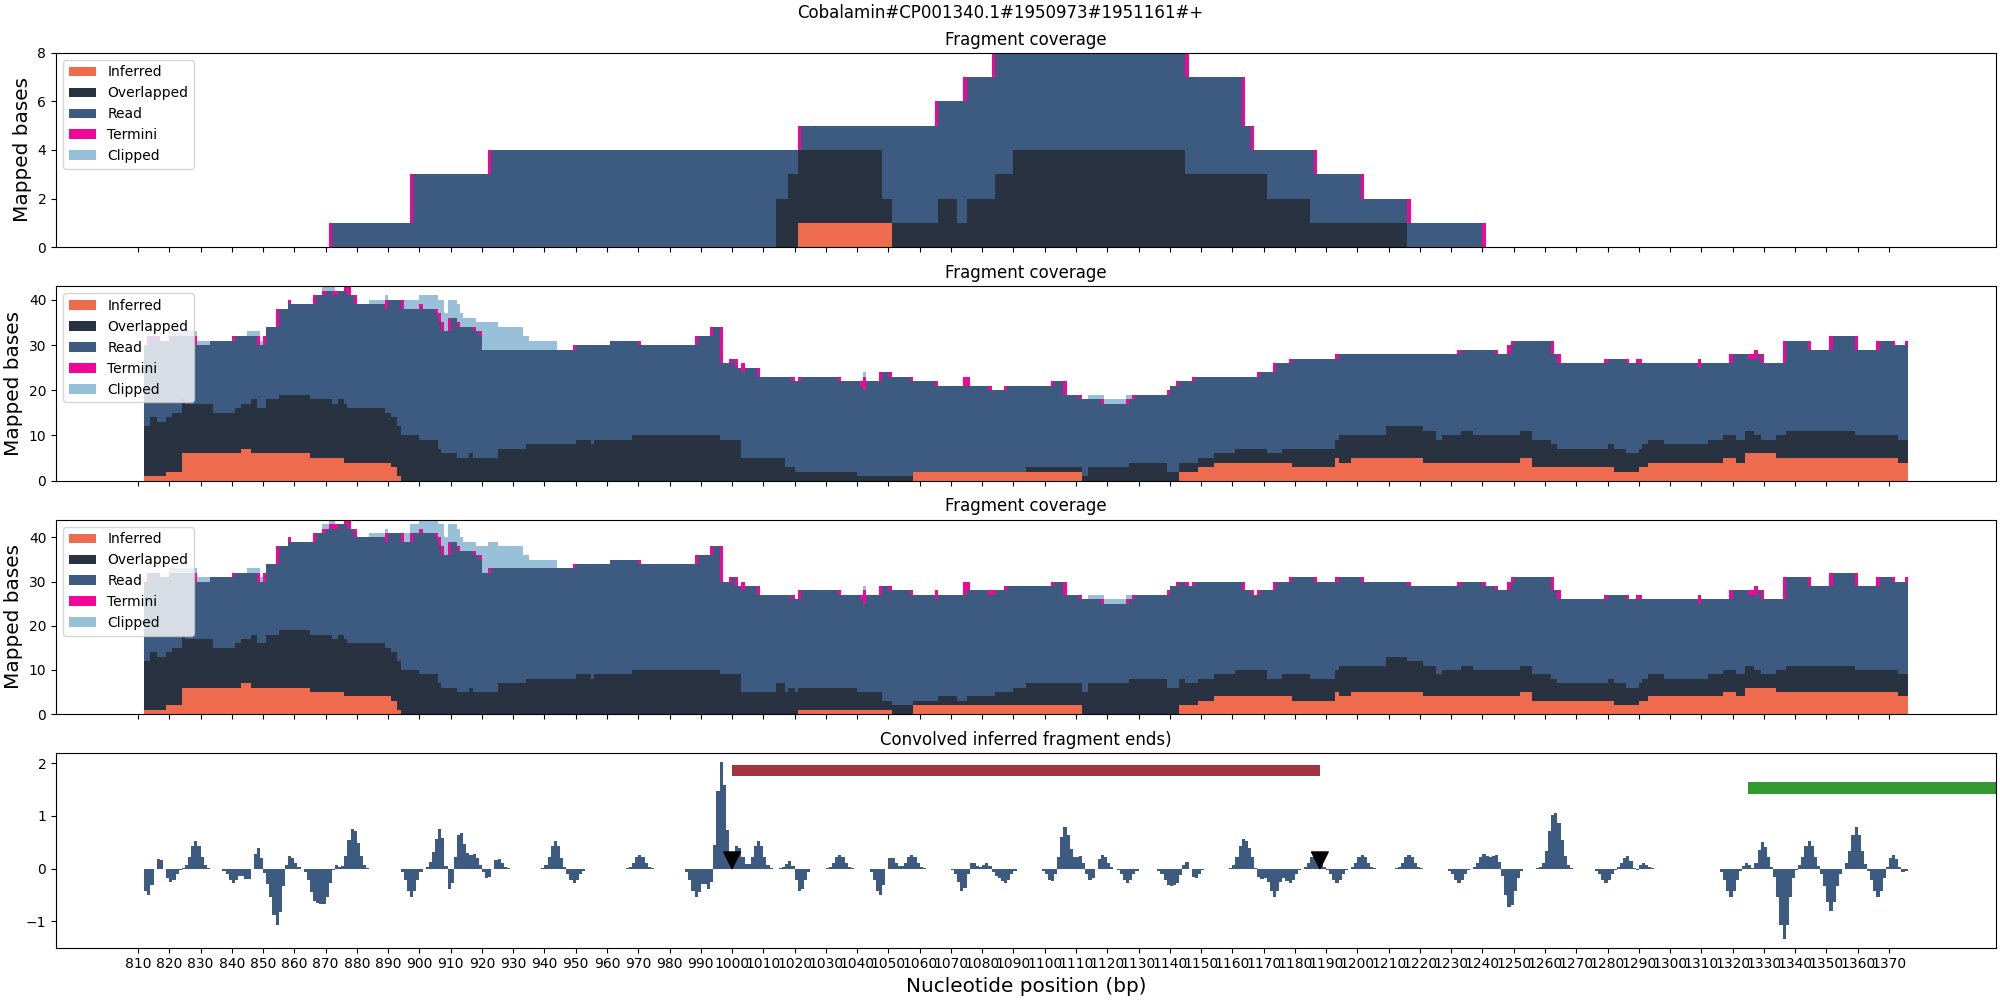 Cobalamin#CP001340.1#1950973#1951161#+
Fragment coverage
Mapped bases
8
6
4
2
0
Inferred
Overlapped
Read
Termini
Clipped
Fragment coverage
Mapped bases
40
30
20
10
0
Inferred
Overlapped
Read
Termini
Clipped
Fragment coverage
Mapped bases
40
30
20
10
0
Inferred
Overlapped
Read
Termini
Clipped
Convolved inferred fragment ends)
2
1
0
−1
810 820 830 840 850 860 870 880 890 900 910 920 930 940 950 960 970 980 990 1000 1010 1020 1030 1040 1050 1060 1070 1080 1090 1100 1110 1120 1130 1140 1150 1160 1170 1180 1190 1200 1210 1220 1230 1240 1250 1260 1270 1280 1290 1300 1310 1320 1330 1340 1350 1360 1370
Nucleotide position (bp)